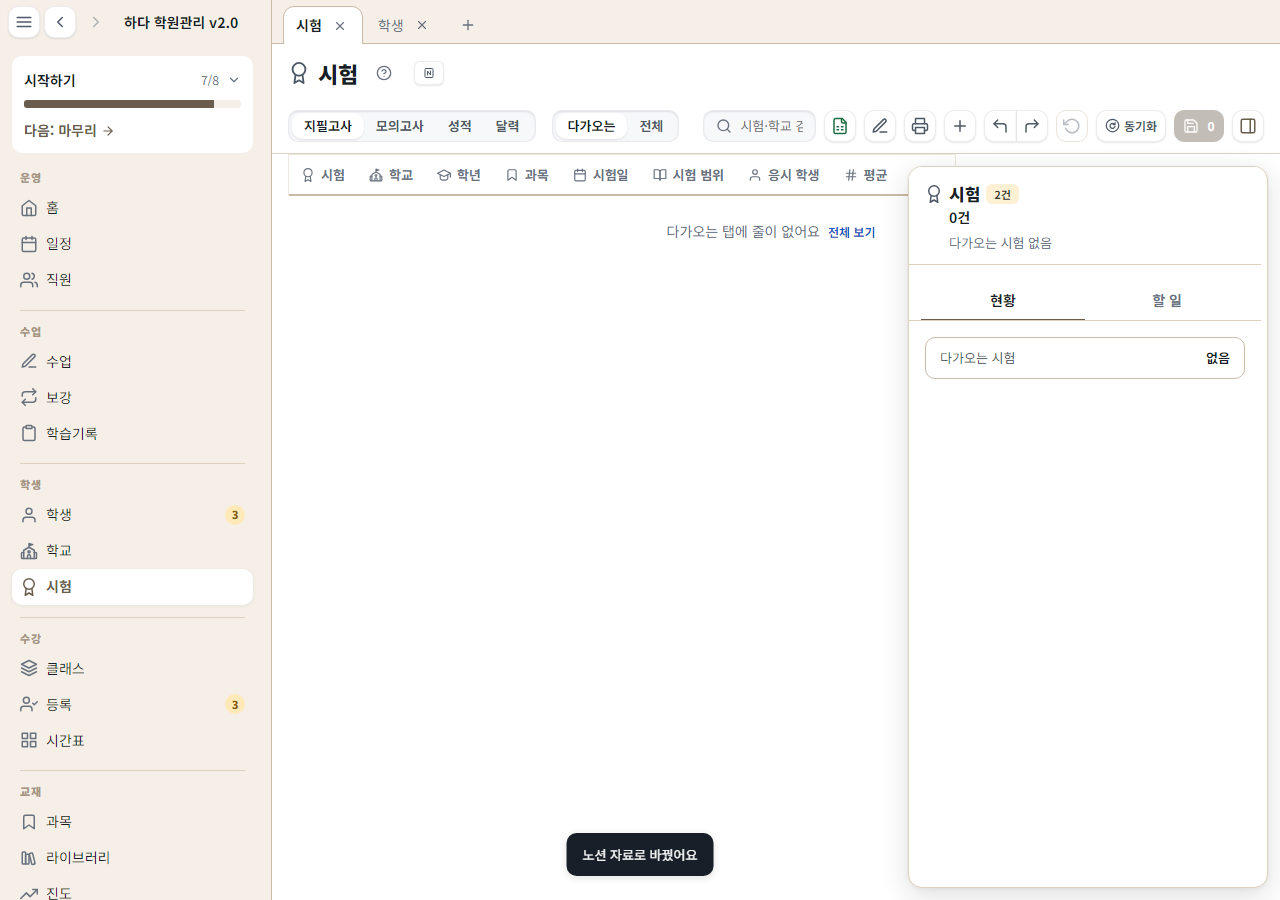 하다 학원관리 v2.0
시작하기 7/8
다음: 마무리 →
운영
홈
일정
직원
수업
수업
보강
학습기록
학생
학생 3
학교
시험
수강
클래스
등록 3
시간표
교재
과목
라이브러리
진도
시험 학생
시험
지필고사 모의고사 성적 달력 다가오는 전체 시험·학교 검 동기화 0
시험 학교 학년 과목 시험일 시험 범위 응시 학생 평균
다가오는 탭에 줄이 없어요 전체 보기
시험 2건
0건
다가오는 시험 없음
현황 할 일
다가오는 시험 없음
노션 자료로 바꿨어요